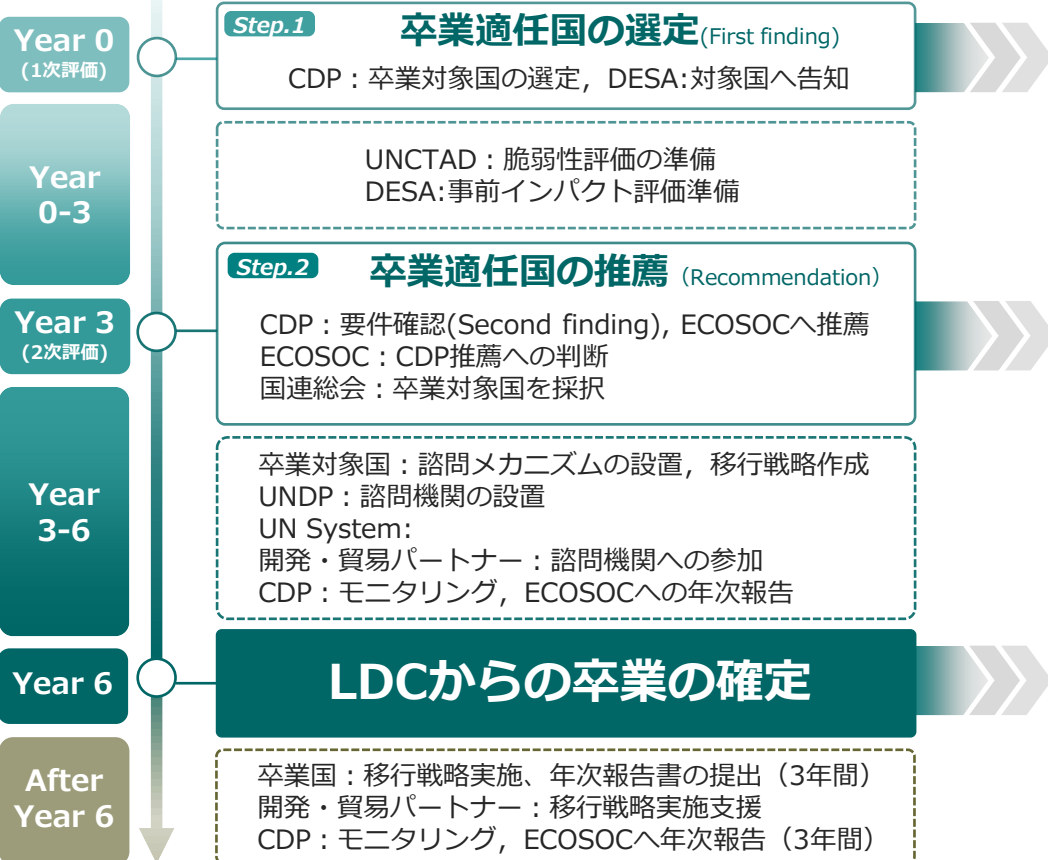 Year 0
(1次評価)
Step.1
卒業適任国の選定(First finding)
CDP：卒業対象国の選定，DESA:対象国へ告知
Year
0-3
UNCTAD：脆弱性評価の準備
DESA:事前インパクト評価準備
Year 3
(2次評価)
Step.2
卒業適任国の推薦（Recommendation）
CDP：要件確認(Second finding), ECOSOCへ推薦
ECOSOC：CDP推薦への判断
国連総会：卒業対象国を採択
Year
3-6
卒業対象国：諮問メカニズムの設置，移行戦略作成
UNDP：諮問機関の設置
UN System:
開発・貿易パートナー：諮問機関への参加
CDP：モニタリング，ECOSOCへの年次報告
Year 6
LDCからの卒業の確定
After
Year 6
卒業国：移行戦略実施、年次報告書の提出（3年間）
開発・貿易パートナー：移行戦略実施支援
CDP：モニタリング，ECOSOCへ年次報告（3年間）